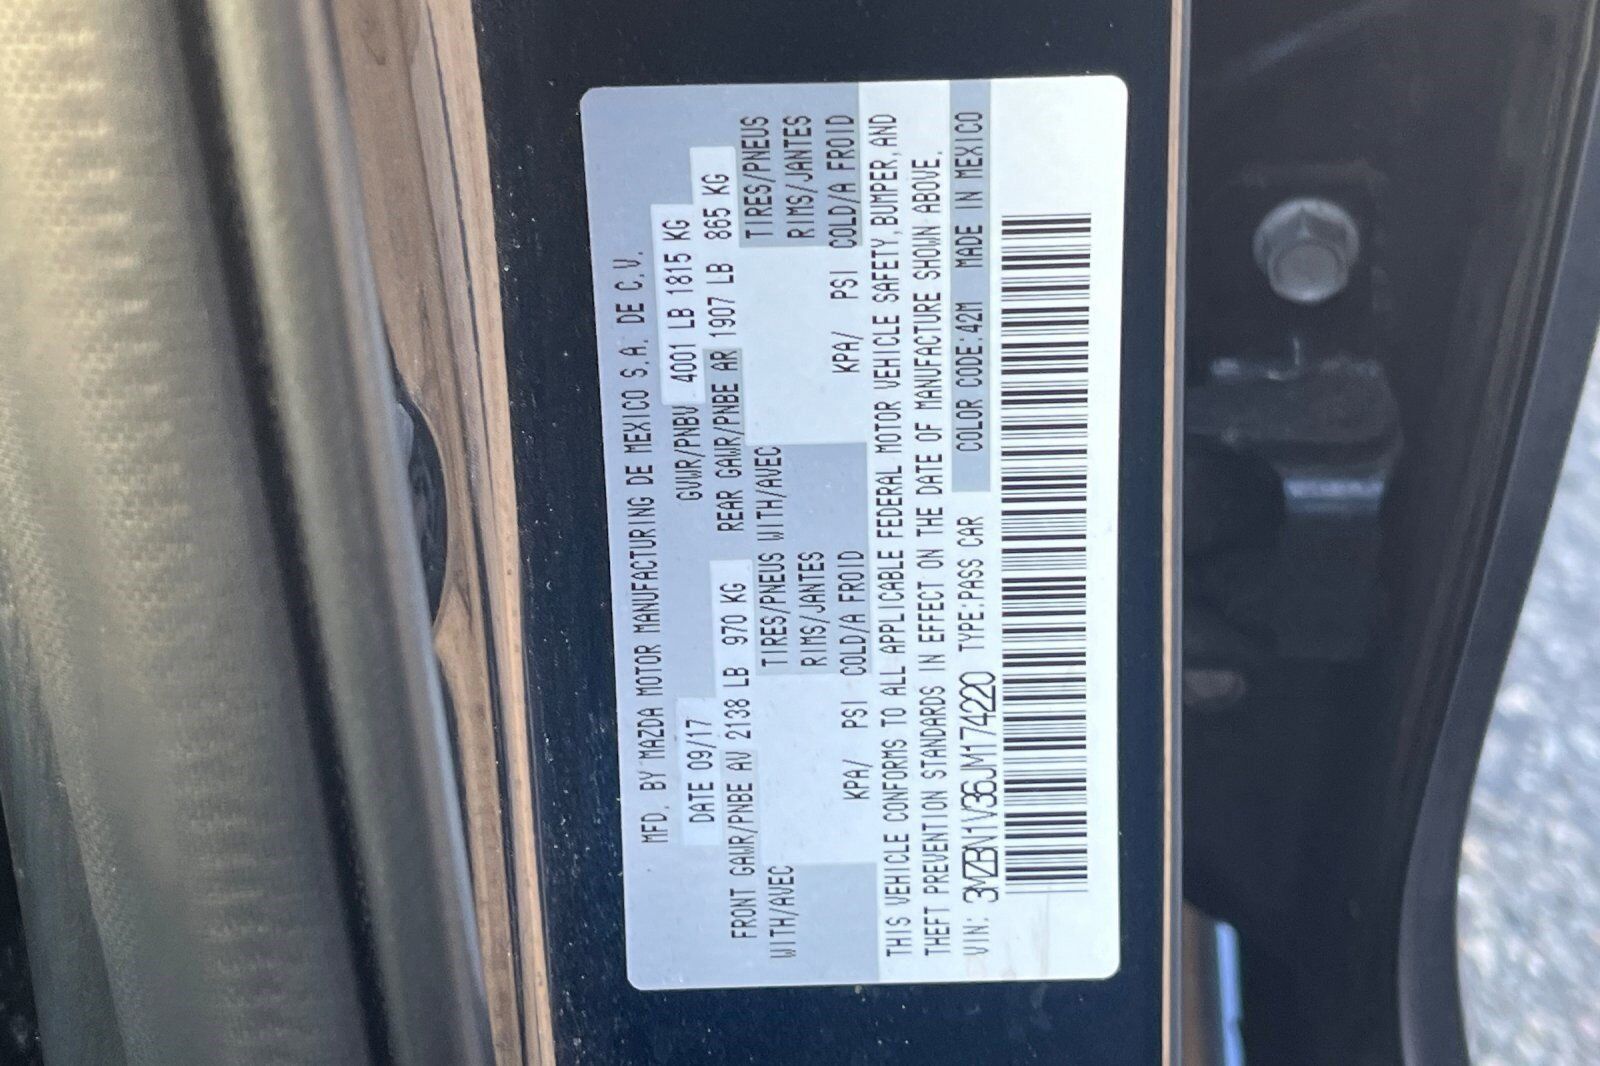 MFD. BY MAZDA MOTOR MANUFACTURING DE MEXICO S.A. DE C.V.
DATE 09/17 GVWR/PNBV 4001 LB 1815 KG
FRONT GAWR/PNBE AV 2138 LB 970 KG REAR GAWR/PNBE AR 1907 LB 865 KG
WITH/AVEC TIRES/PNEUS WITH/AVEC TIRES/PNEUS
RIMS/JANTES RIMS/JANTES
KPA/ PSI COLD/A FROID KPA/ PSI COLD/A FROID
THIS VEHICLE CONFORMS TO ALL APPLICABLE FEDERAL MOTOR VEHICLE SAFETY,BUMPER,AND
THEFT PREVENTION STANDARDS IN EFFECT ON THE DATE OF MANUFACTURE SHOWN ABOVE.
VIN: 3MZBN1V36JM174220 TYPE:PASS CAR COLOR CODE:42M MADE IN MEXICO